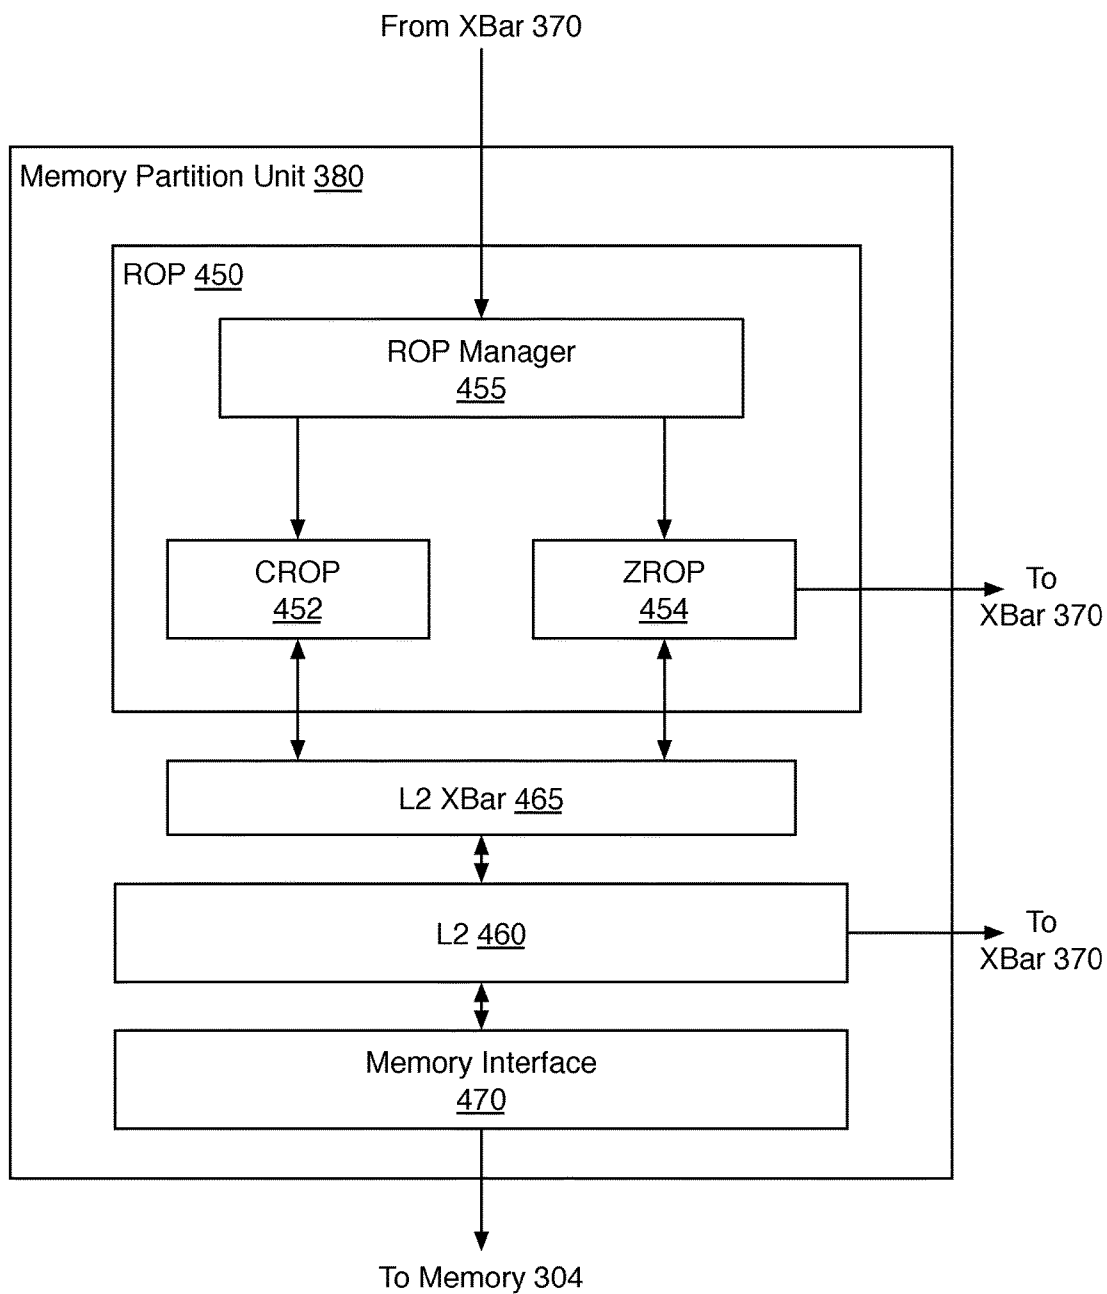 From XBar 370
Memory Partition Unit 380
ROP 450
ROP Manager
455
CROP
452
ZROP
454
To
XBar 370
L2 XBar 465
L2 460
To
XBar 370
Memory Interface
470
To Memory 304